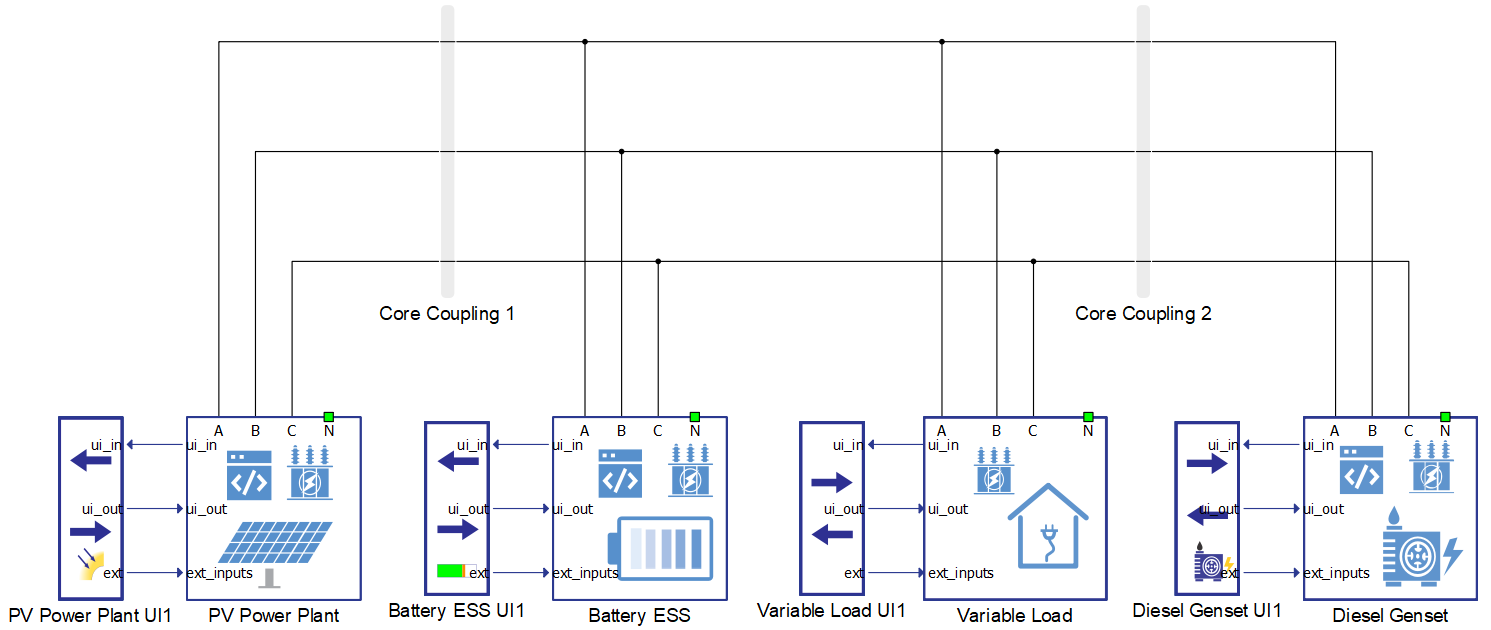 Core Coupling 1
Core Coupling 2
A B C N
ui_in ui_in
ui_out ui_out
ext ext_inputs
PV Power Plant UI1
PV Power Plant
A B C N
ui_in ui_in
ui_out ui_out
ext ext_inputs
Battery ESS UI1
Battery ESS
A B C N
ui_in ui_in
ui_out ui_out
ext ext_inputs
Variable Load UI1
Variable Load
A B C N
ui_in ui_in
ui_out ui_out
ext ext_inputs
Diesel Genset UI1
Diesel Genset